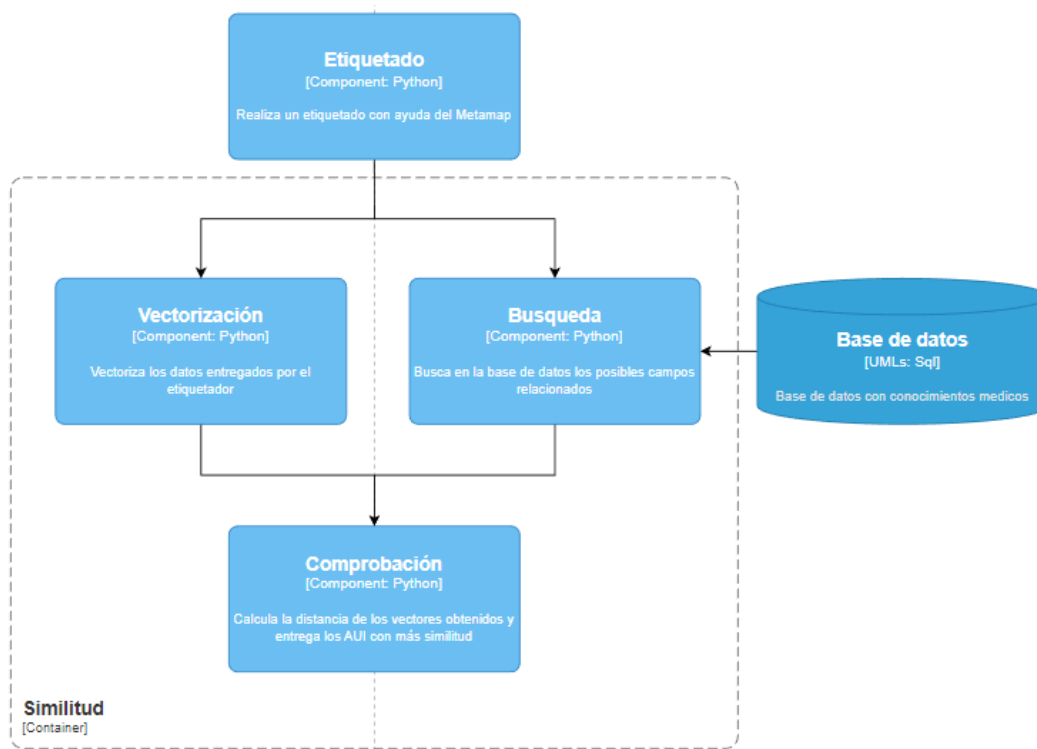 Etiquetado
[Component: Python]
Realiza un etiquetado con ayuda del Metamap
Vectorización
[Component: Python]
Vectoriza los datos entregados por el
etiquetador
Busqueda
[Component: Python]
Busca en la base de datos los posibles campos
relacionados
Base de datos
[UMLs: Sql]
Base de datos con conocimientos medicos
Comprobación
[Component: Python]
Calcula la distancia de los vectores obtenidos y
entrega los AUI con más similitud
Similitud
[Container]